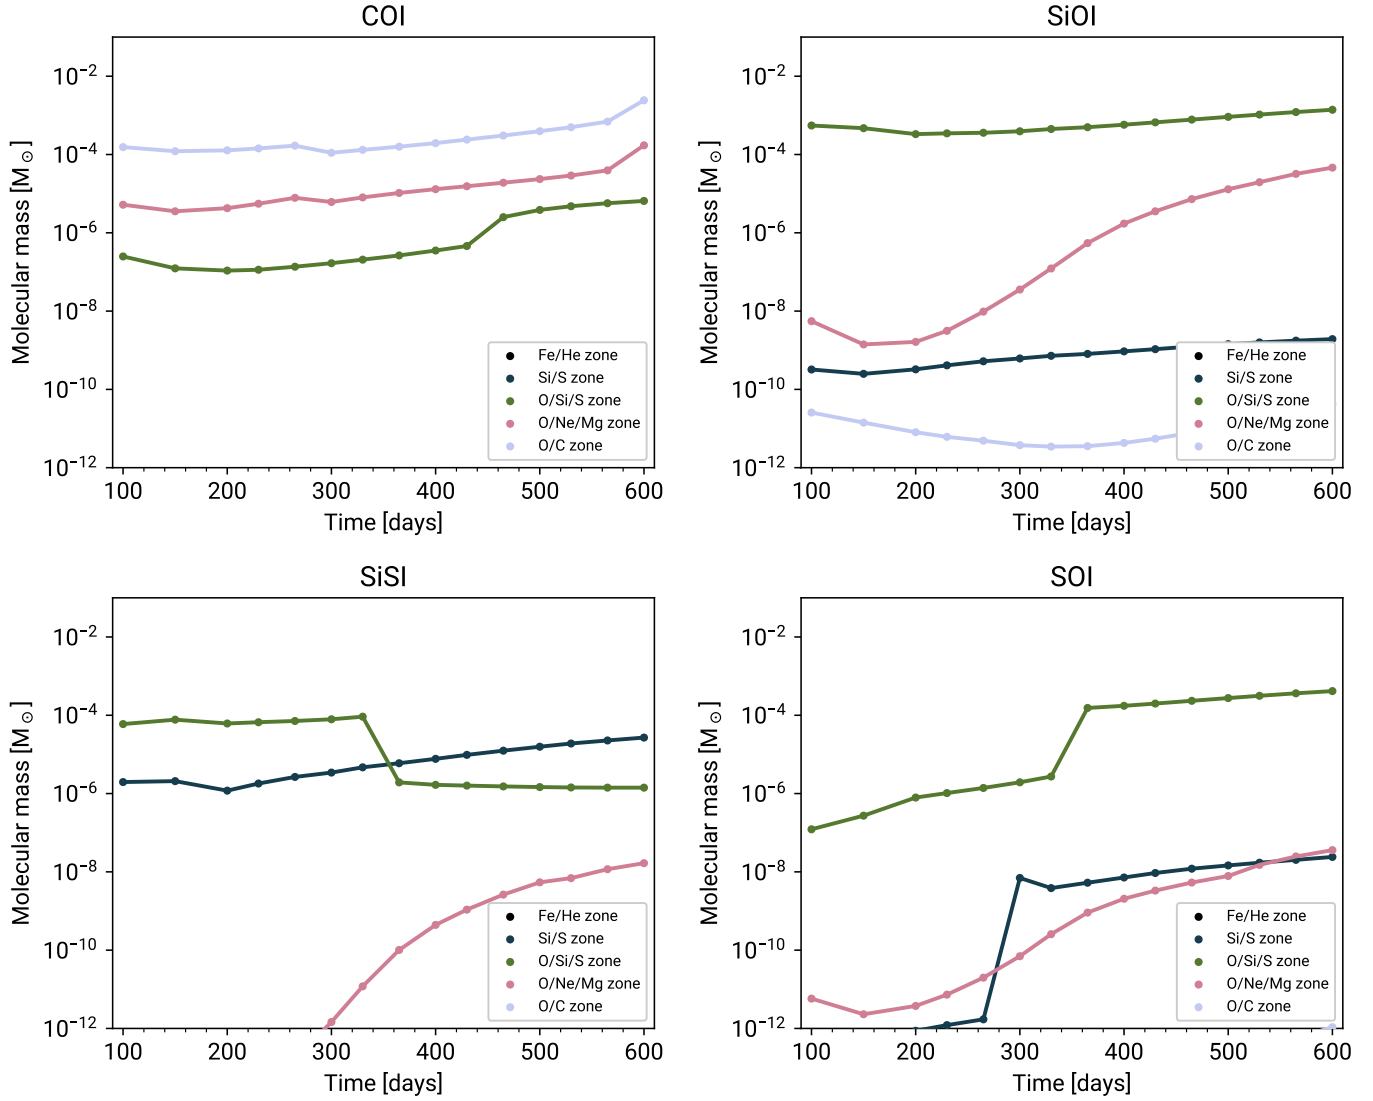 COI
Molecular mass [M⊙]
10⁻²
10⁻⁴
10⁻⁶
10⁻⁸
10⁻¹⁰
10⁻¹²
Fe/He zone
Si/S zone
O/Si/S zone
O/Ne/Mg zone
O/C zone
100 200 300 400 500 600
Time [days]
SiOI
Molecular mass [M⊙]
10⁻²
10⁻⁴
10⁻⁶
10⁻⁸
10⁻¹⁰
10⁻¹²
Fe/He zone
Si/S zone
O/Si/S zone
O/Ne/Mg zone
O/C zone
100 200 300 400 500 600
Time [days]
SiSI
Molecular mass [M⊙]
10⁻²
10⁻⁴
10⁻⁶
10⁻⁸
10⁻¹⁰
10⁻¹²
Fe/He zone
Si/S zone
O/Si/S zone
O/Ne/Mg zone
O/C zone
100 200 300 400 500 600
Time [days]
SOI
Molecular mass [M⊙]
10⁻²
10⁻⁴
10⁻⁶
10⁻⁸
10⁻¹⁰
10⁻¹²
Fe/He zone
Si/S zone
O/Si/S zone
O/Ne/Mg zone
O/C zone
100 200 300 400 500 600
Time [days]